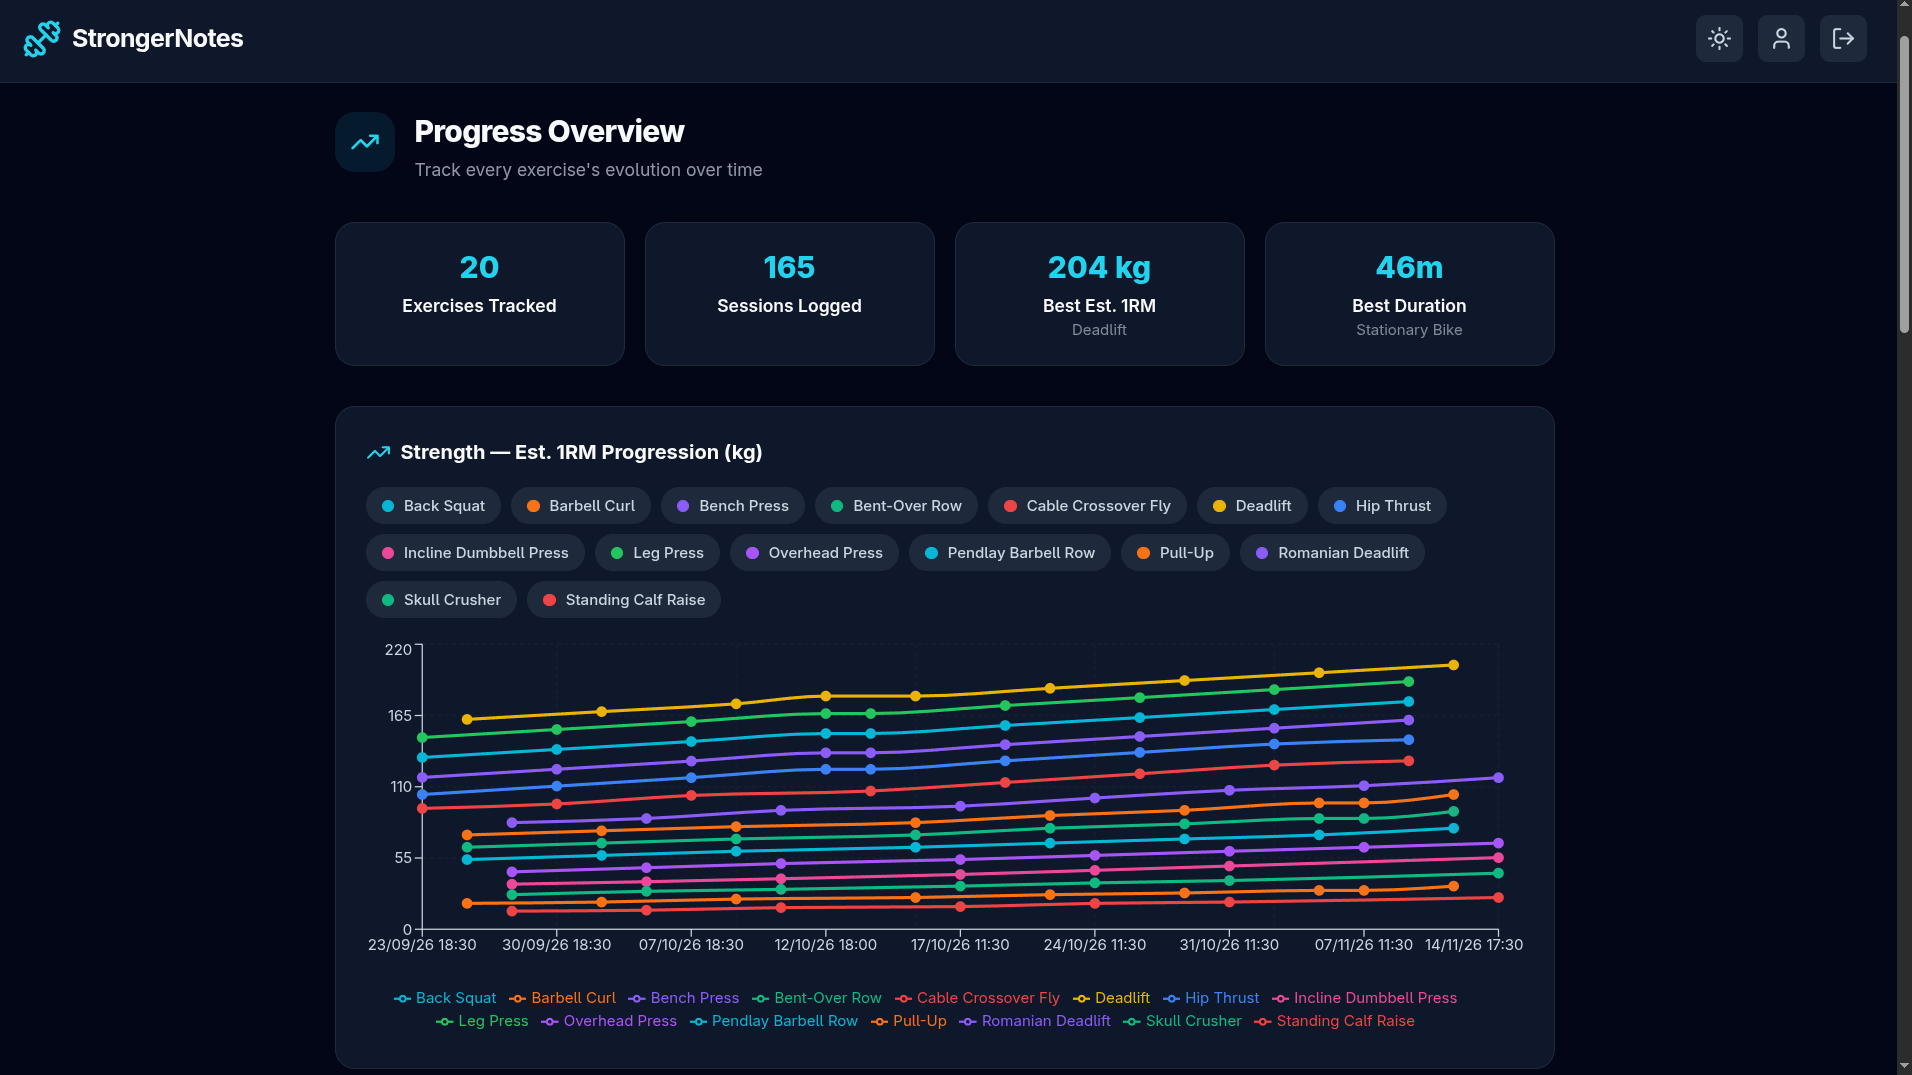 StrongerNotes
Progress Overview
Track every exercise's evolution over time
20
Exercises Tracked
165
Sessions Logged
204 kg
Best Est. 1RM
Deadlift
46m
Best Duration
Stationary Bike
Strength — Est. 1RM Progression (kg)
Back Squat Barbell Curl Bench Press Bent-Over Row Cable Crossover Fly Deadlift Hip Thrust
Incline Dumbbell Press Leg Press Overhead Press Pendlay Barbell Row Pull-Up Romanian Deadlift
Skull Crusher Standing Calf Raise
220
165
110
55
0
23/09/26 18:30 30/09/26 18:30 07/10/26 18:30 12/10/26 18:00 17/10/26 11:30 24/10/26 11:30 31/10/26 11:30 07/11/26 11:30 14/11/26 17:30
Back Squat Barbell Curl Bench Press Bent-Over Row Cable Crossover Fly Deadlift Hip Thrust Incline Dumbbell Press
Leg Press Overhead Press Pendlay Barbell Row Pull-Up Romanian Deadlift Skull Crusher Standing Calf Raise